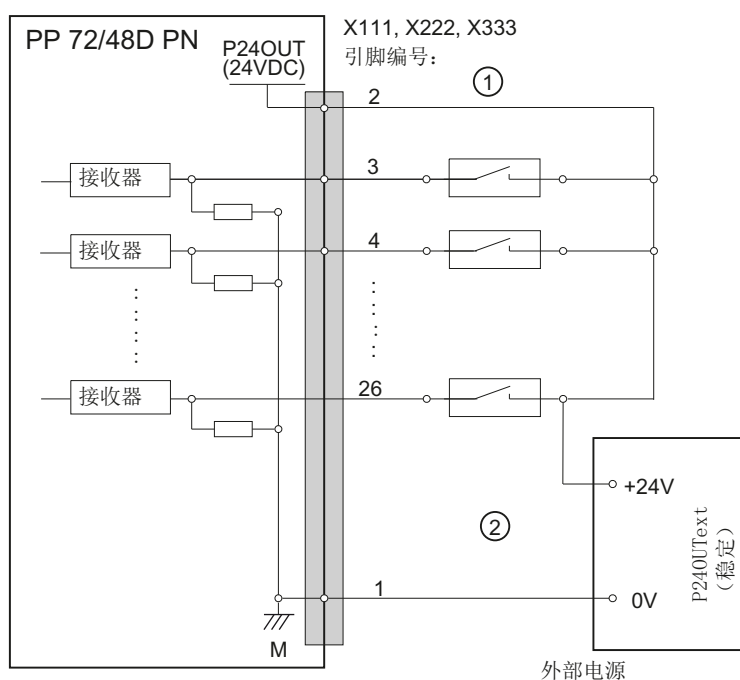 PP 72/48D PN
P24OUT
(24VDC)
X111, X222, X333
引脚编号：
1
2
接收器
3
接收器
4
接收器
26
+24V
P24OUText
（稳定）
2
1
0V
M
外部电源